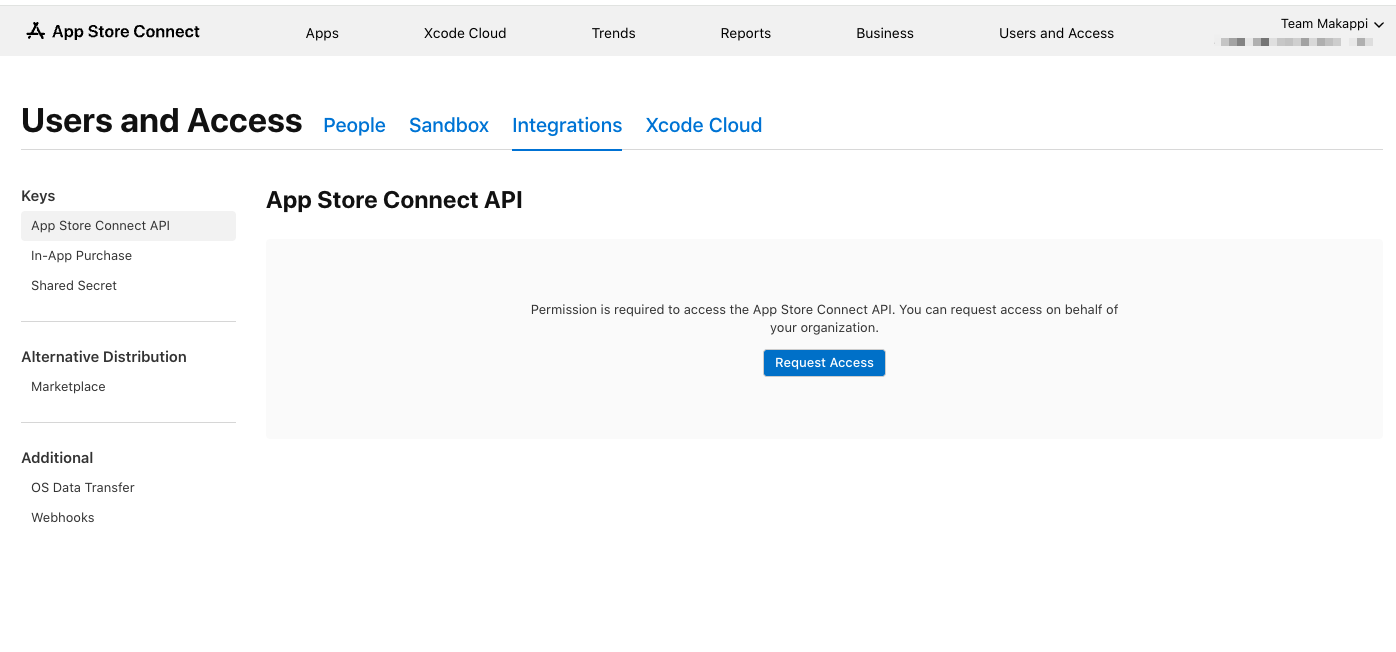 App Store Connect
Apps
Xcode Cloud
Trends
Reports
Business
Users and Access
Team Makappi
Users and Access
People
Sandbox
Integrations
Xcode Cloud
Keys
App Store Connect API
In-App Purchase
Shared Secret
Alternative Distribution
Marketplace
Additional
OS Data Transfer
Webhooks
App Store Connect API
Permission is required to access the App Store Connect API. You can request access on behalf of
your organization.
Request Access